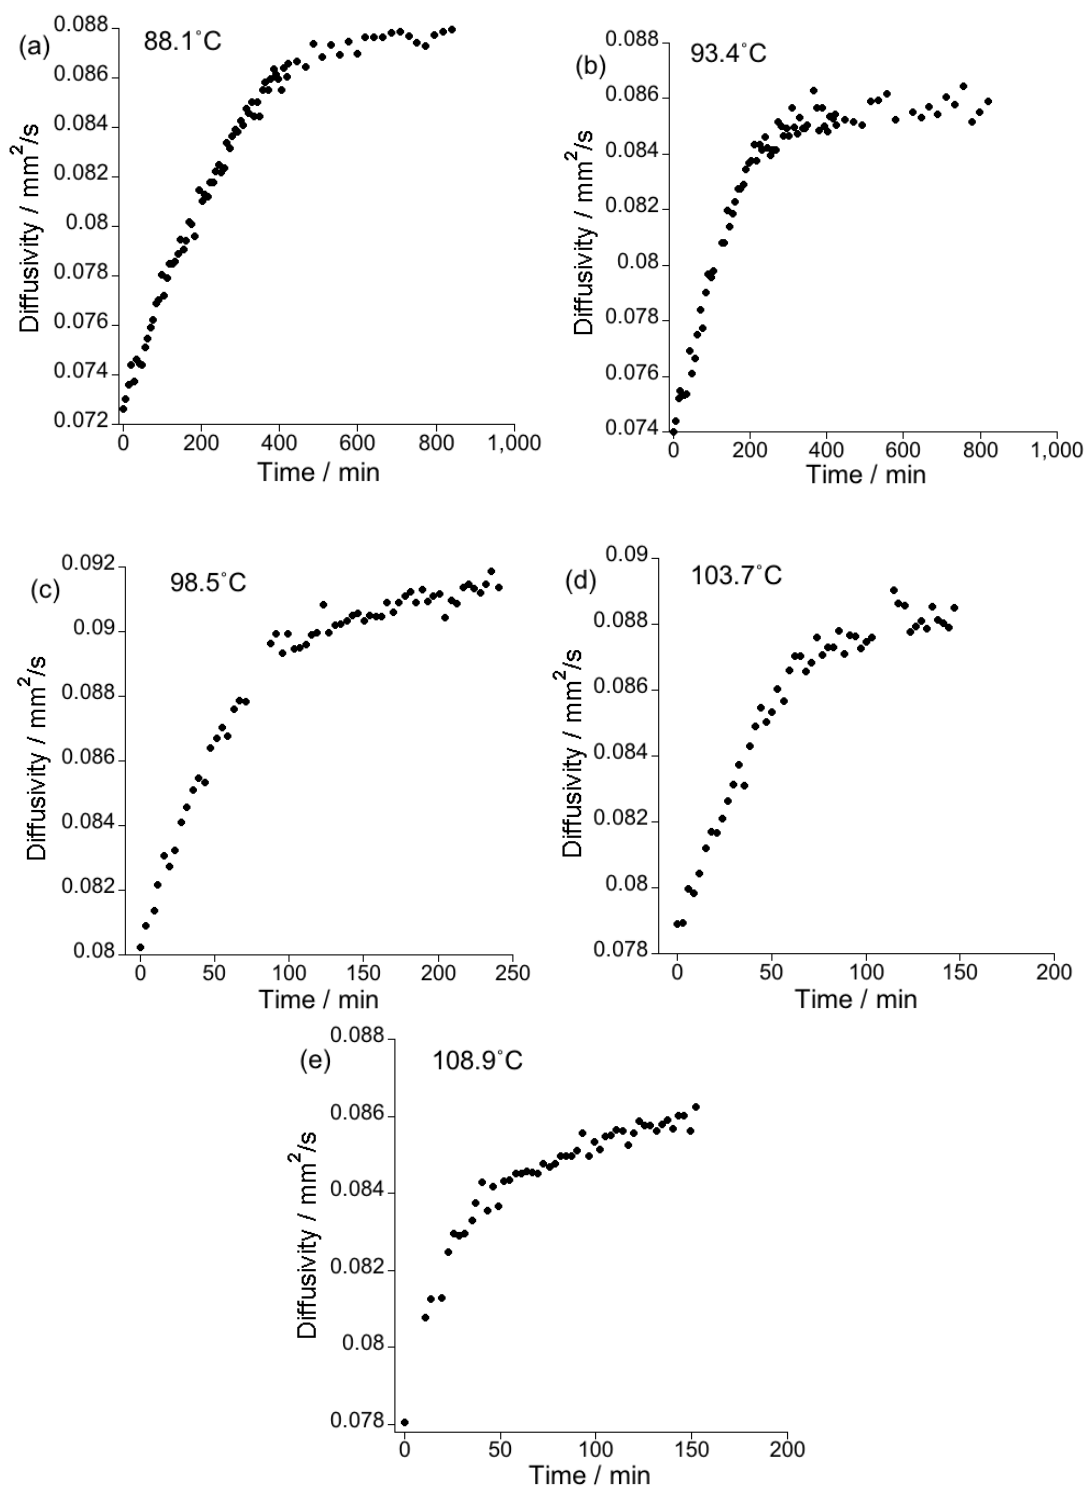 (a)
88.1°C
0.088
0.086
0.084
0.082
0.08
0.078
0.076
0.074
0.072
Diffusivity / mm²/s
0 200 400 600 800 1,000
Time / min
(b)
93.4°C
0.088
0.086
0.084
0.082
0.08
0.078
0.076
0.074
Diffusivity / mm²/s
0 200 400 600 800 1,000
Time / min
(c)
98.5°C
0.092
0.09
0.088
0.086
0.084
0.082
0.08
Diffusivity / mm²/s
0 50 100 150 200 250
Time / min
(d)
103.7°C
0.09
0.088
0.086
0.084
0.082
0.08
0.078
Diffusivity / mm²/s
0 50 100 150 200
Time / min
(e)
108.9°C
0.088
0.086
0.084
0.082
0.08
0.078
Diffusivity / mm²/s
0 50 100 150 200
Time / min